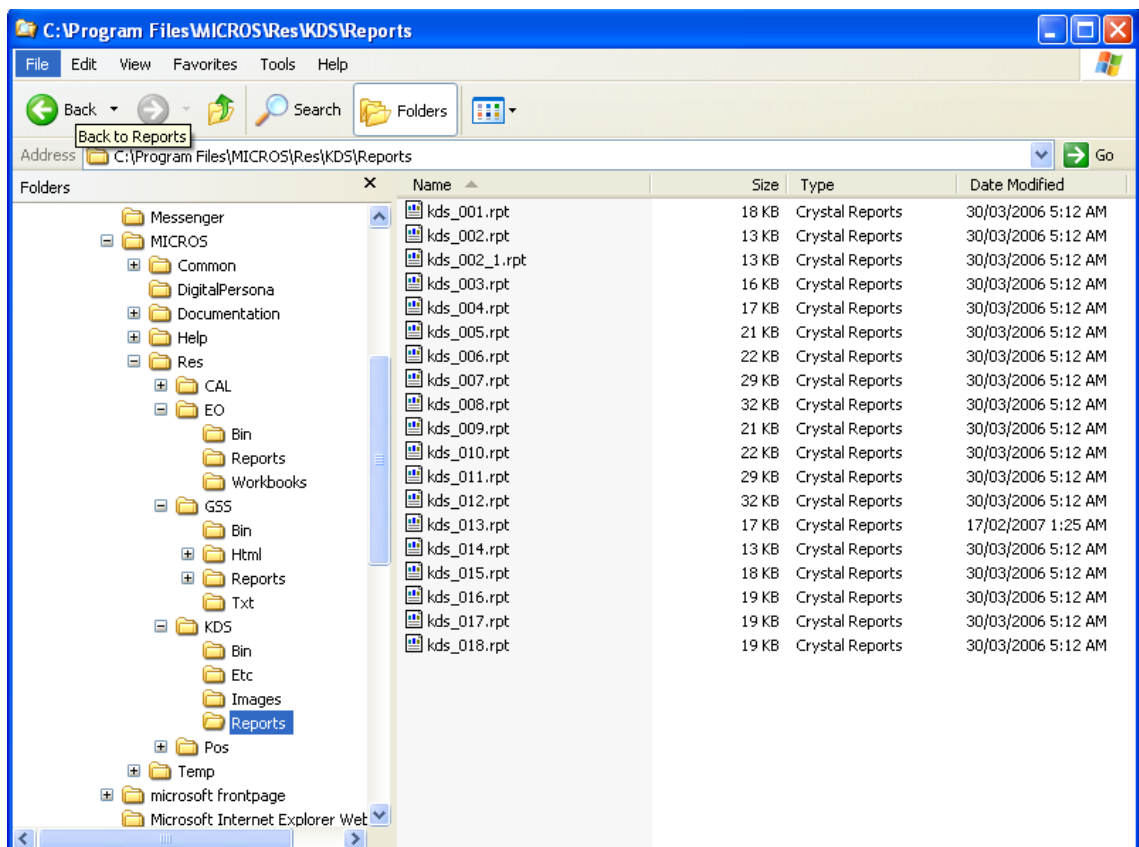 C:\Program Files\MICROS\Res\KDS\Reports
File Edit View Favorites Tools Help
Back Search Folders
Back to Reports
Address C:\Program Files\MICROS\Res\KDS\Reports Go
Folders x Name Size Type Date Modified
Messenger
MICROS
Common
DigitalPersona
Documentation
Help
Res
CAL
EO
Bin
Reports
Workbooks
GSS
Bin
Html
Reports
Txt
KDS
Bin
Etc
Images
Reports
Pos
Temp
microsoft frontpage
Microsoft Internet Explorer Web
kds_001.rpt 18 KB Crystal Reports 30/03/2006 5:12 AM
kds_002.rpt 13 KB Crystal Reports 30/03/2006 5:12 AM
kds_002_1.rpt 13 KB Crystal Reports 30/03/2006 5:12 AM
kds_003.rpt 16 KB Crystal Reports 30/03/2006 5:12 AM
kds_004.rpt 17 KB Crystal Reports 30/03/2006 5:12 AM
kds_005.rpt 21 KB Crystal Reports 30/03/2006 5:12 AM
kds_006.rpt 22 KB Crystal Reports 30/03/2006 5:12 AM
kds_007.rpt 29 KB Crystal Reports 30/03/2006 5:12 AM
kds_008.rpt 32 KB Crystal Reports 30/03/2006 5:12 AM
kds_009.rpt 21 KB Crystal Reports 30/03/2006 5:12 AM
kds_010.rpt 22 KB Crystal Reports 30/03/2006 5:12 AM
kds_011.rpt 29 KB Crystal Reports 30/03/2006 5:12 AM
kds_012.rpt 32 KB Crystal Reports 30/03/2006 5:12 AM
kds_013.rpt 17 KB Crystal Reports 17/02/2007 1:25 AM
kds_014.rpt 13 KB Crystal Reports 30/03/2006 5:12 AM
kds_015.rpt 18 KB Crystal Reports 30/03/2006 5:12 AM
kds_016.rpt 19 KB Crystal Reports 30/03/2006 5:12 AM
kds_017.rpt 19 KB Crystal Reports 30/03/2006 5:12 AM
kds_018.rpt 19 KB Crystal Reports 30/03/2006 5:12 AM